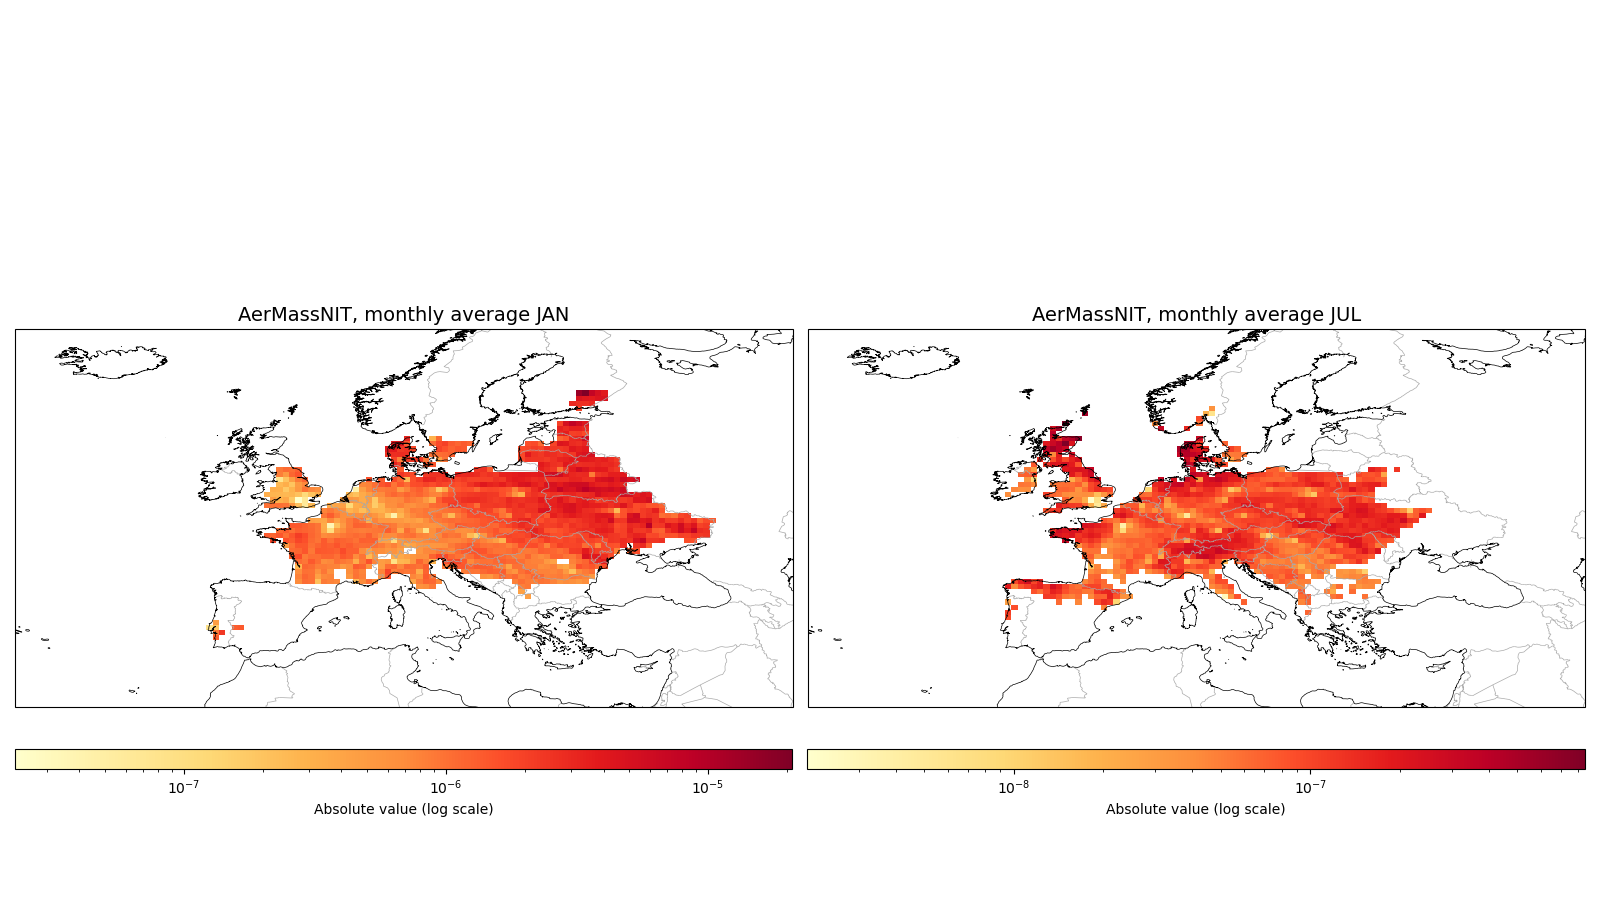 AerMassNIT, monthly average JAN
AerMassNIT, monthly average JUL
10⁻⁷ 10⁻⁶ 10⁻⁵
Absolute value (log scale)
10⁻⁸ 10⁻⁷
Absolute value (log scale)